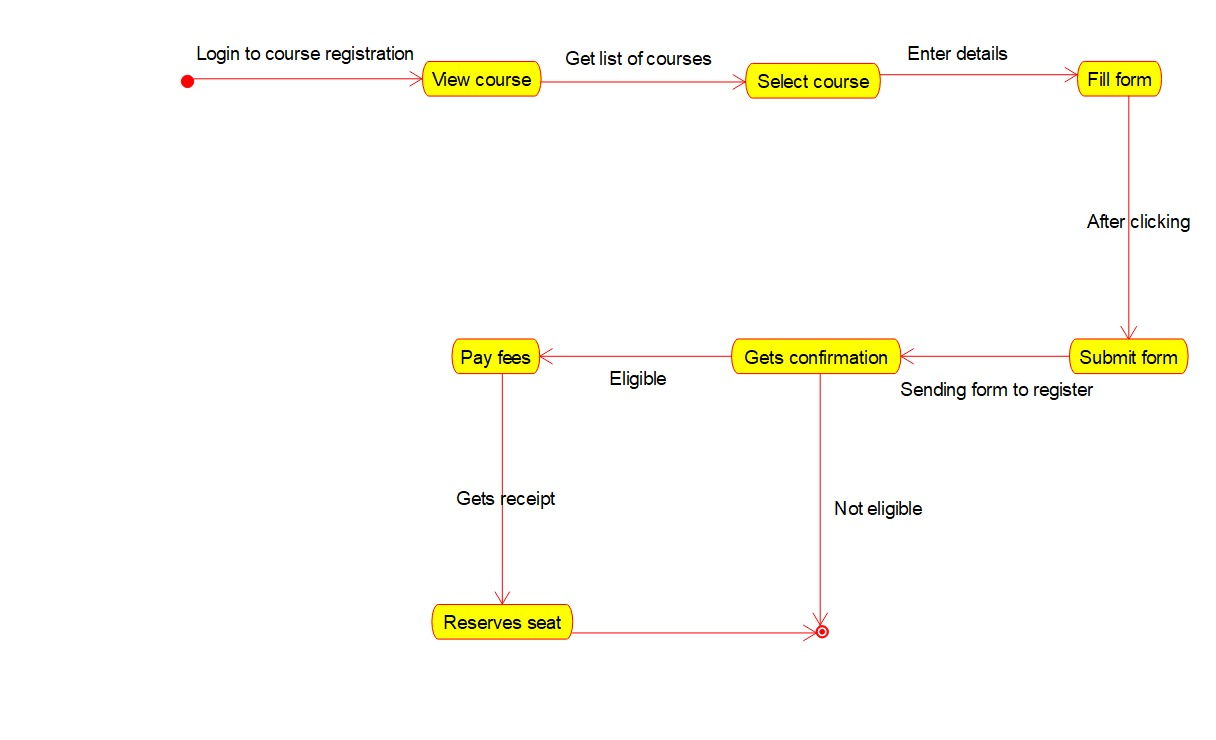 Login to course registration
View course
Get list of courses
Select course
Enter details
Fill form
After clicking
Submit form
Sending form to register
Gets confirmation
Eligible
Pay fees
Gets receipt
Not eligible
Reserves seat